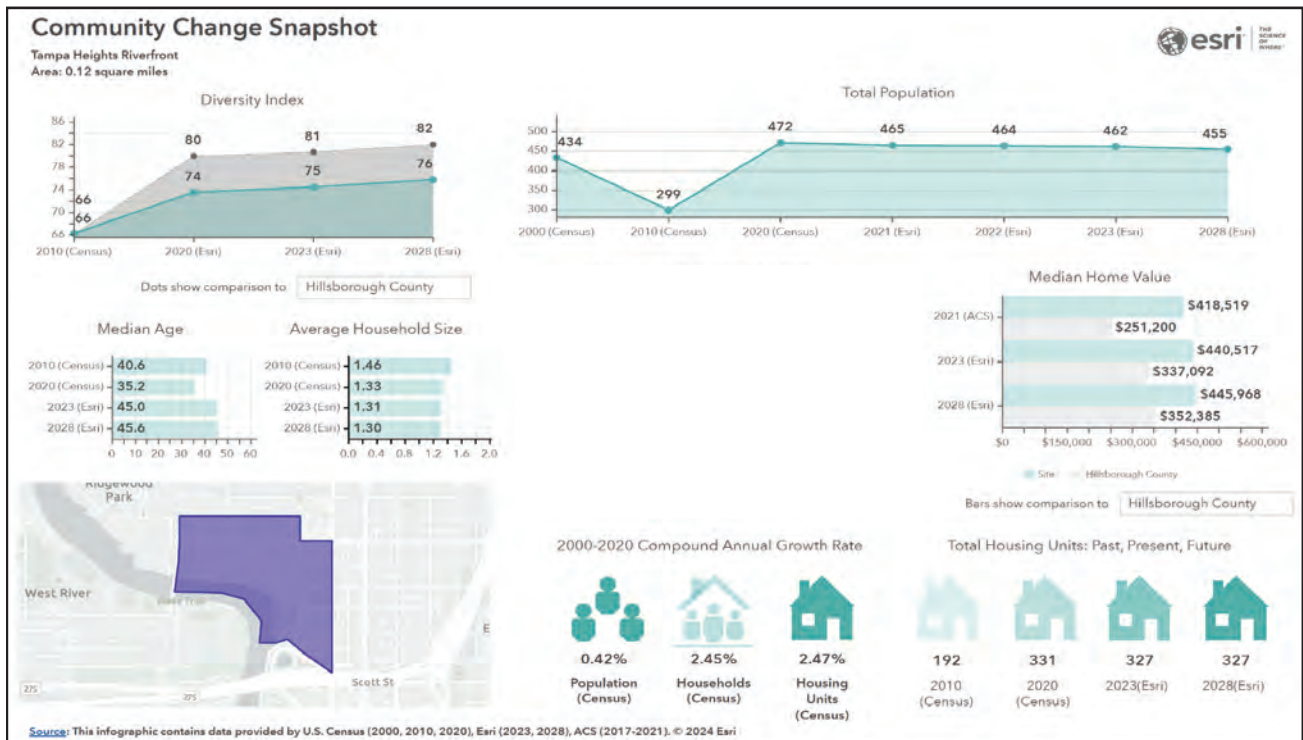 Community Change Snapshot
Tampa Heights Riverfront
Area: 0.12 square miles
esri
THE
SCIENCE
OF
WHERE
Diversity Index
86
82
78
74
70
66
66
66
80
74
81
75
82
76
2010 (Census)
2020 (Esri)
2023 (Esri)
2028 (Esri)
Total Population
500
450
400
350
300
434
299
472
465
464
462
455
2000 (Census)
2010 (Census)
2020 (Census)
2021 (Esri)
2022 (Esri)
2023 (Esri)
2028 (Esri)
Dots show comparison to Hillsborough County
Median Age
2010 (Census) 40.6
2020 (Census) 35.2
2023 (Esri) 45.0
2028 (Esri) 45.6
0 10 20 30 40 50 60
Average Household Size
2010 (Census) 1.46
2020 (Census) 1.33
2023 (Esri) 1.31
2028 (Esri) 1.30
0.0 0.4 0.8 1.2 1.6 2.0
Median Home Value
2021 (ACS)
$418,519
$251,200
2023 (Esri)
$440,517
$337,092
2028 (Esri)
$445,968
$352,385
$0 $150,000 $300,000 $450,000 $600,000
Site Hillsborough County
Bars show comparison to Hillsborough County
Ridgewood
Park
West River
E
275
275
Scott St
2000-2020 Compound Annual Growth Rate
0.42%
Population
(Census)
2.45%
Households
(Census)
2.47%
Housing
Units
(Census)
Total Housing Units: Past, Present, Future
192
2010
(Census)
331
2020
(Census)
327
2023(Esri)
327
2028(Esri)
Source: This infographic contains data provided by U.S. Census (2000, 2010, 2020), Esri (2023, 2028), ACS (2017-2021). © 2024 Esri